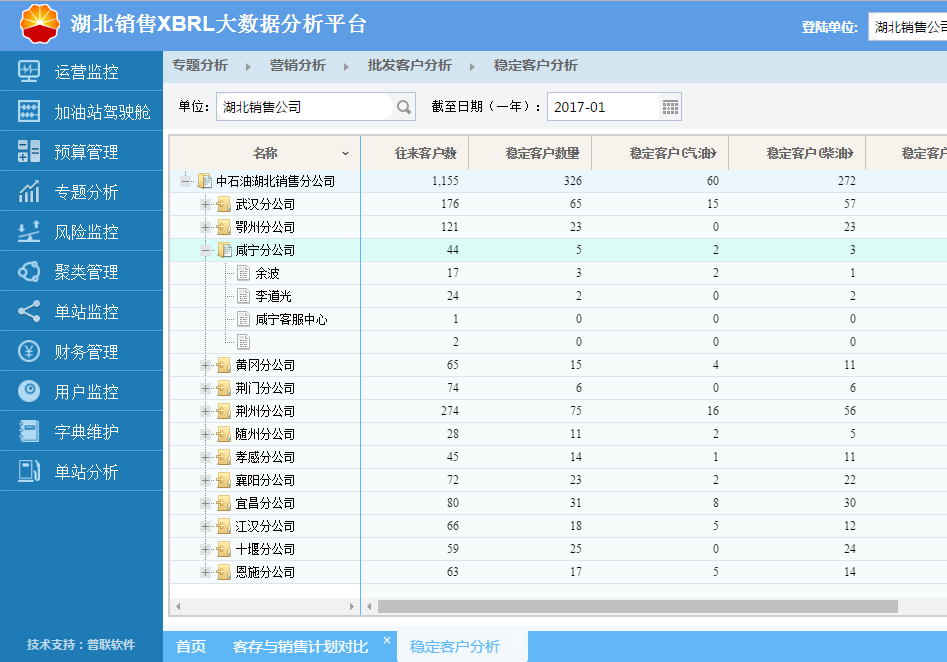 湖北销售XBRL大数据分析平台
登陆单位: 湖北销售公司
运营监控
加油站驾驶舱
预算管理
专题分析
风险监控
聚类管理
单站监控
财务管理
用户监控
字典维护
单站分析
技术支持：普联软件
专题分析 营销分析 批发客户分析 稳定客户分析
单位: 湖北销售公司 截至日期（一年）: 2017-01
名称 往来客户数 稳定客户数量 稳定客户(汽油) 稳定客户(柴油) 稳定客户
中石油湖北销售分公司 1,155 326 60 272
武汉分公司 176 65 15 57
鄂州分公司 121 23 0 23
咸宁分公司 44 5 2 3
余波 17 3 2 1
李道光 24 2 0 2
咸宁客服中心 1 0 0 0
2 0 0 0
黄冈分公司 65 15 4 11
荆门分公司 74 6 0 6
荆州分公司 274 75 16 56
随州分公司 28 11 2 5
孝感分公司 45 14 1 11
襄阳分公司 72 23 2 22
宜昌分公司 80 31 8 30
江汉分公司 66 18 5 12
十堰分公司 59 25 0 24
恩施分公司 63 17 5 14
首页 客存与销售计划对比 × 稳定客户分析